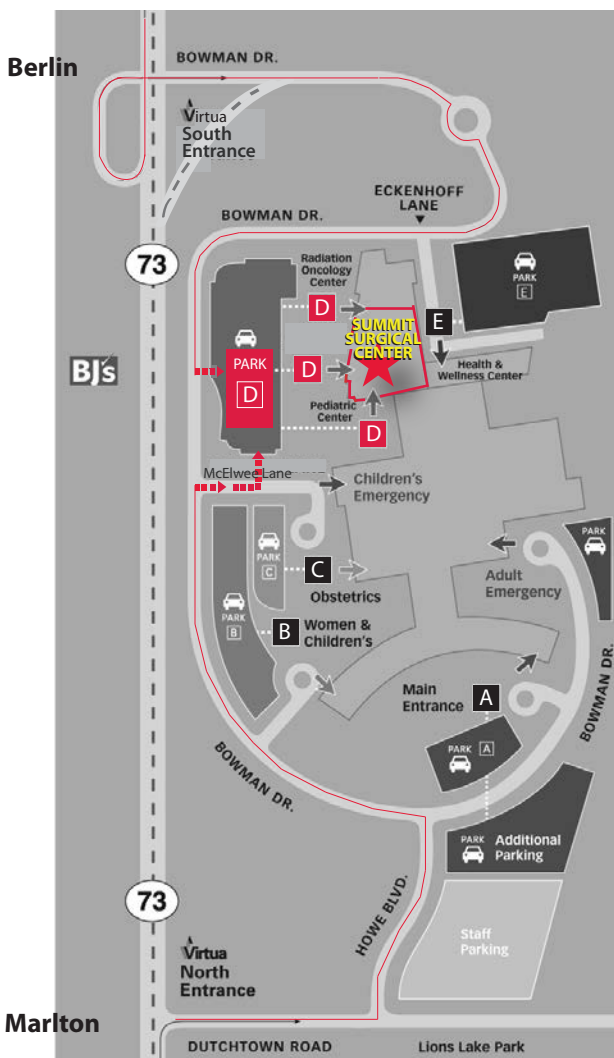 BOWMAN DR.
Berlin
Virtua
South
Entrance
ECKENHOFF
LANE
BOWMAN DR.
73
Radiation
Oncology
Center
D
PARK
E
E
SUMMIT
SURGICAL
CENTER
BJ's
PARK
D
D
Health &
Wellness Center
Pediatric
Center
D
McElwee Lane
Children's
Emergency
PARK
C
C
Obstetrics
PARK
Adult
Emergency
PARK
B
B
Women &
Children's
Main
Entrance
A
BOWMAN DR.
PARK
A
BOWMAN DR.
PARK
Additional
Parking
73
HOWE BLVD.
Staff
Parking
Virtua
North
Entrance
Marlton
DUTCHTOWN ROAD
Lions Lake Park